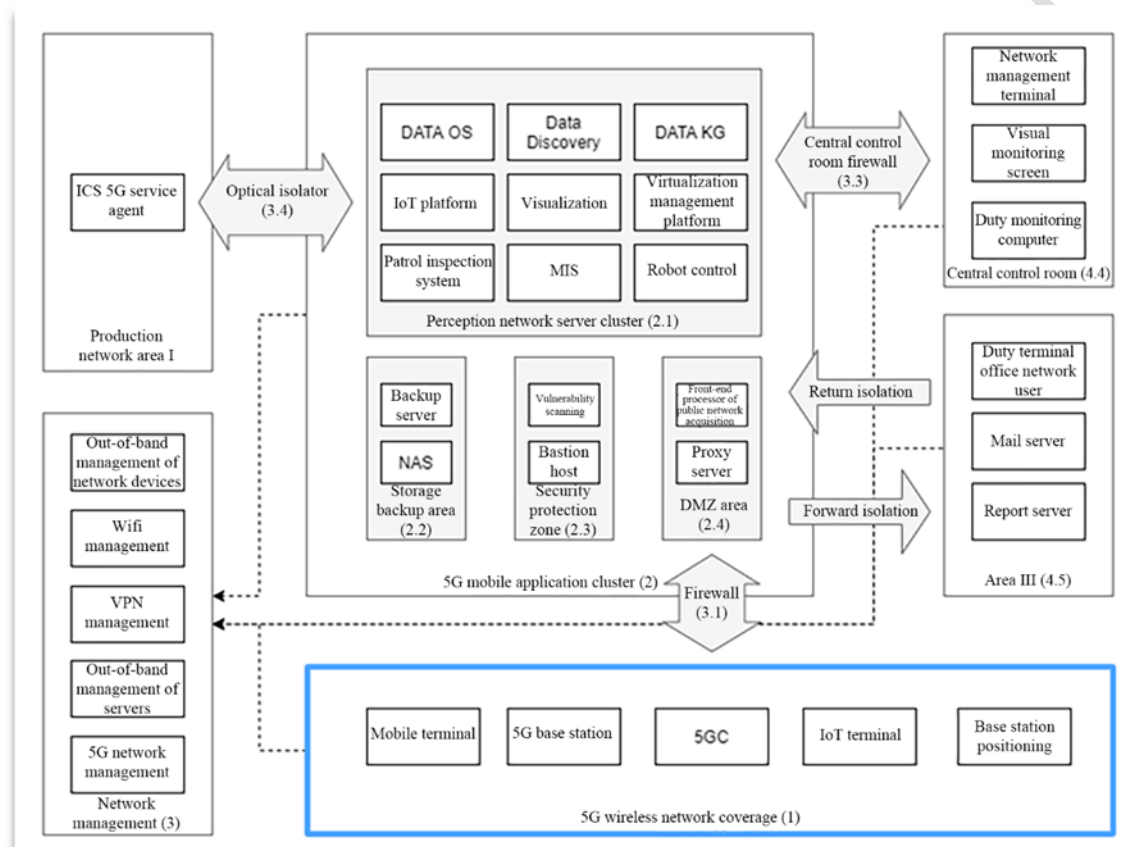 ICS 5G service
agent
Production
network area I
Optical isolator
(3.4)
DATA OS
Data
Discovery
DATA KG
IoT platform
Visualization
Virtualization
management
platform
Patrol inspection
system
MIS
Robot control
Perception network server cluster (2.1)
Backup
server
NAS
Storage
backup area
(2.2)
Vulnerability
scanning
Bastion
host
Security
protection
zone (2.3)
Front-end
processor of
public network
acquisition
Proxy
server
DMZ area
(2.4)
5G mobile application cluster (2)
Central control
room firewall
(3.3)
Network
management
terminal
Visual
monitoring
screen
Duty monitoring
computer
Central control room (4.4)
Return isolation
Forward isolation
Duty terminal
office network
user
Mail server
Report server
Area III (4.5)
Firewall
(3.1)
Out-of-band
management of
network devices
Wifi
management
VPN
management
Out-of-band
management of
servers
5G network
management
Network
management (3)
Mobile terminal
5G base station
5GC
IoT terminal
Base station
positioning
5G wireless network coverage (1)